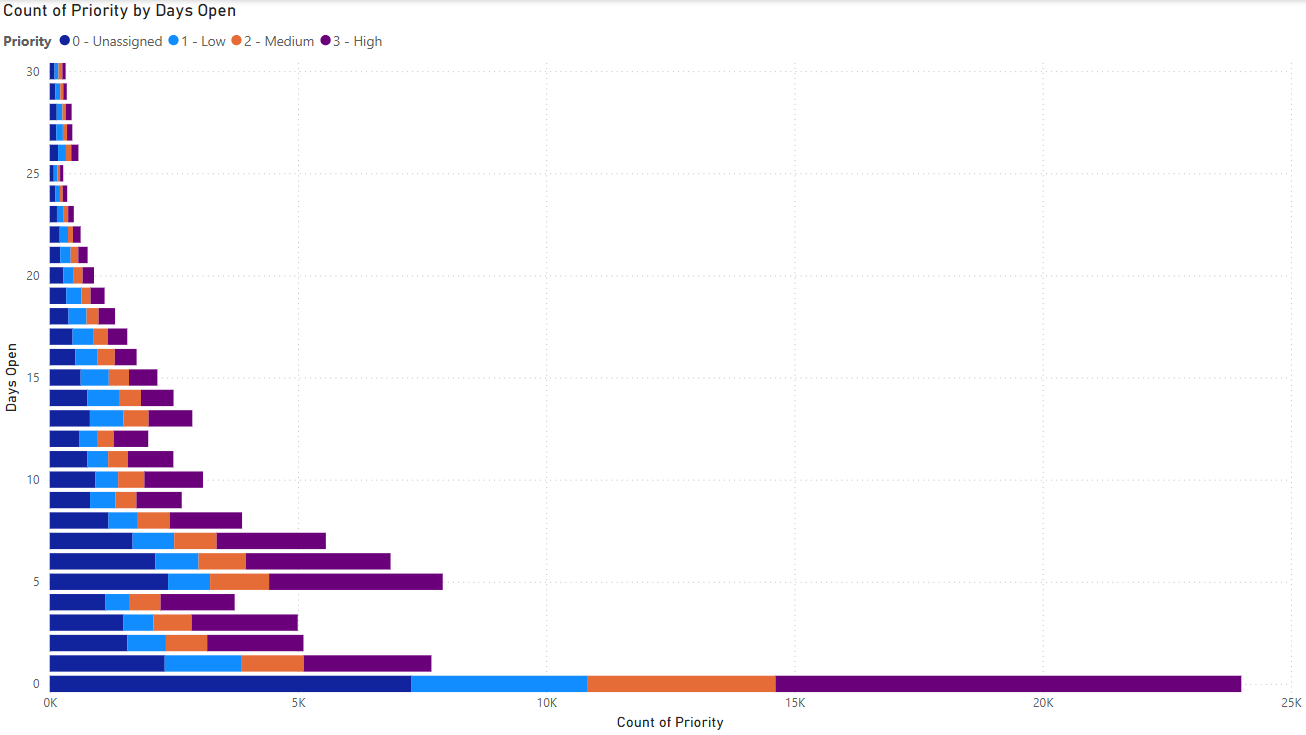 Count of Priority by Days Open
Priority 0 - Unassigned 1 - Low 2 - Medium 3 - High
30
25
20
15
10
5
0
Days Open
0K 5K 10K 15K 20K 25K
Count of Priority